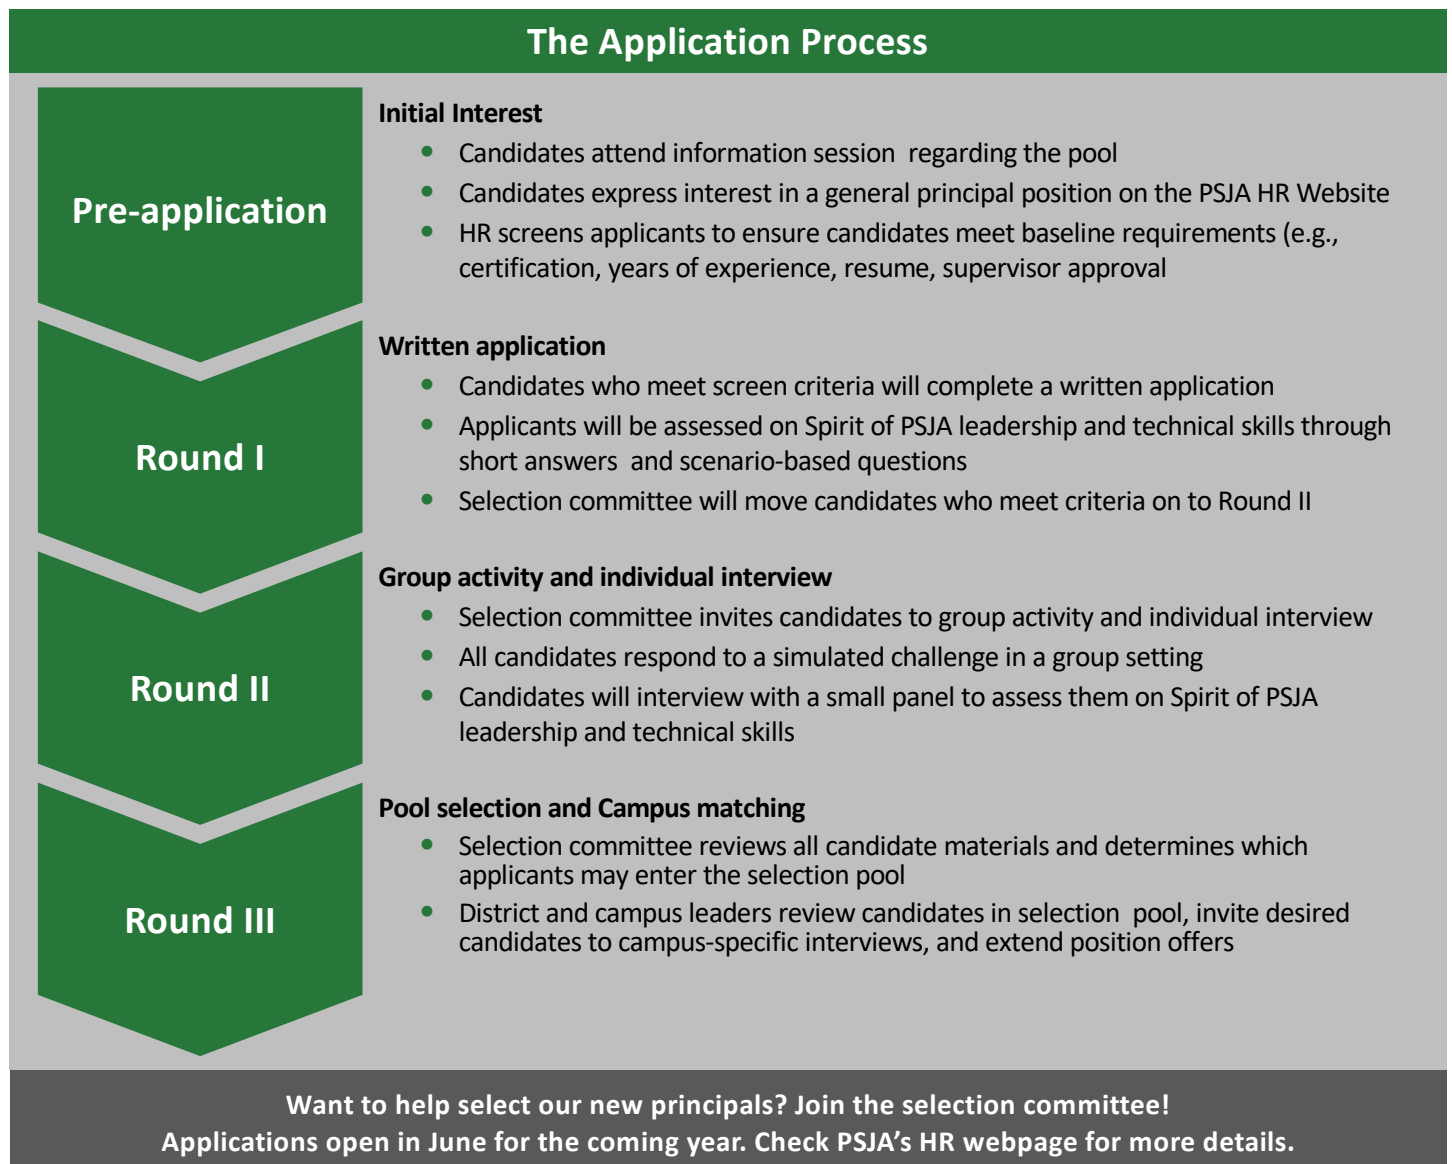 The Application Process
Pre-application
Initial Interest
• Candidates attend information session  regarding the pool
• Candidates express interest in a general principal position on the PSJA HR Website
• HR screens applicants to ensure candidates meet baseline requirements (e.g.,
certification, years of experience, resume, supervisor approval
Round I
Written application
• Candidates who meet screen criteria will complete a written application
• Applicants will be assessed on Spirit of PSJA leadership and technical skills through
short answers  and scenario-based questions
• Selection committee will move candidates who meet criteria on to Round II
Round II
Group activity and individual interview
• Selection committee invites candidates to group activity and individual interview
• All candidates respond to a simulated challenge in a group setting
• Candidates will interview with a small panel to assess them on Spirit of PSJA
leadership and technical skills
Round III
Pool selection and Campus matching
• Selection committee reviews all candidate materials and determines which
applicants may enter the selection pool
• District and campus leaders review candidates in selection  pool, invite desired
candidates to campus-specific interviews, and extend position offers
Want to help select our new principals? Join the selection committee!
Applications open in June for the coming year. Check PSJA’s HR webpage for more details.